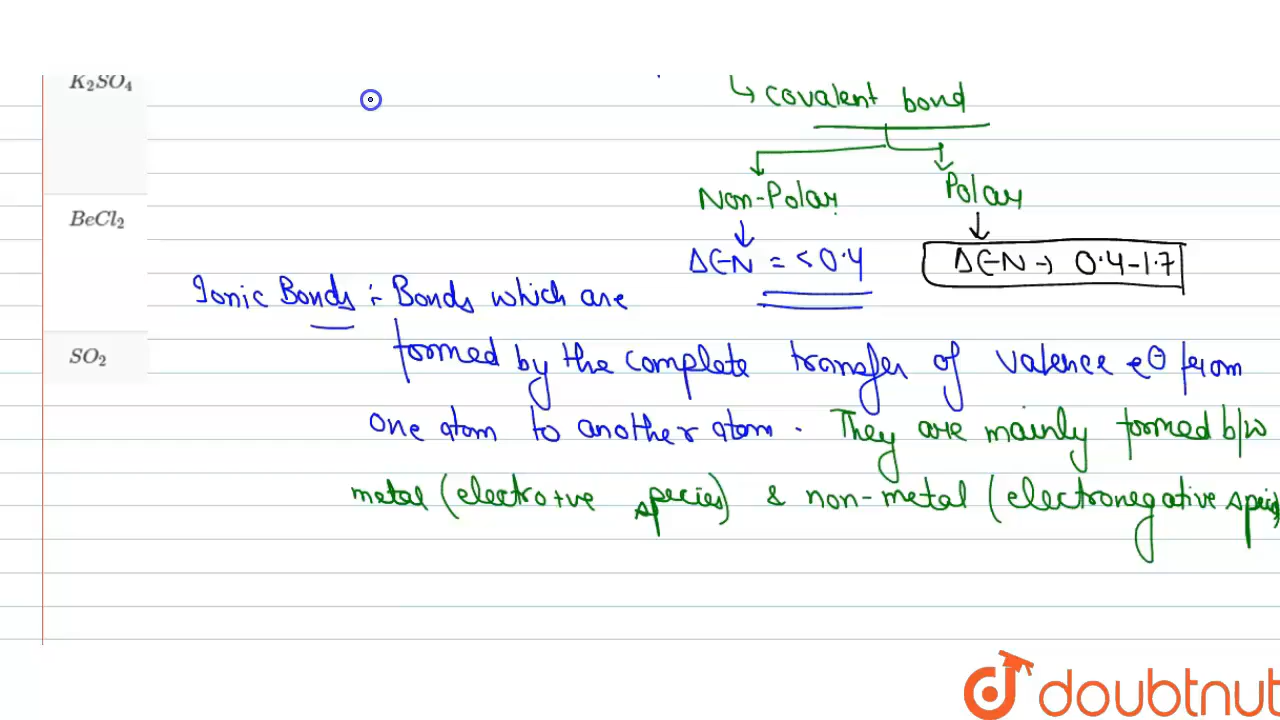 K₂SO₄
↳ covalent bond
Non-Polar Polar
ΔEN = < 0.4 ΔEN → 0.4-1.7
BeCl₂
Ionic Bonds :- Bonds which are
SO₂
formed by the complete transfer of valence e⊖ from
one atom to another atom. They are mainly formed b/w
metal (electro+ve species) & non-metal (electronegative
doubtnut